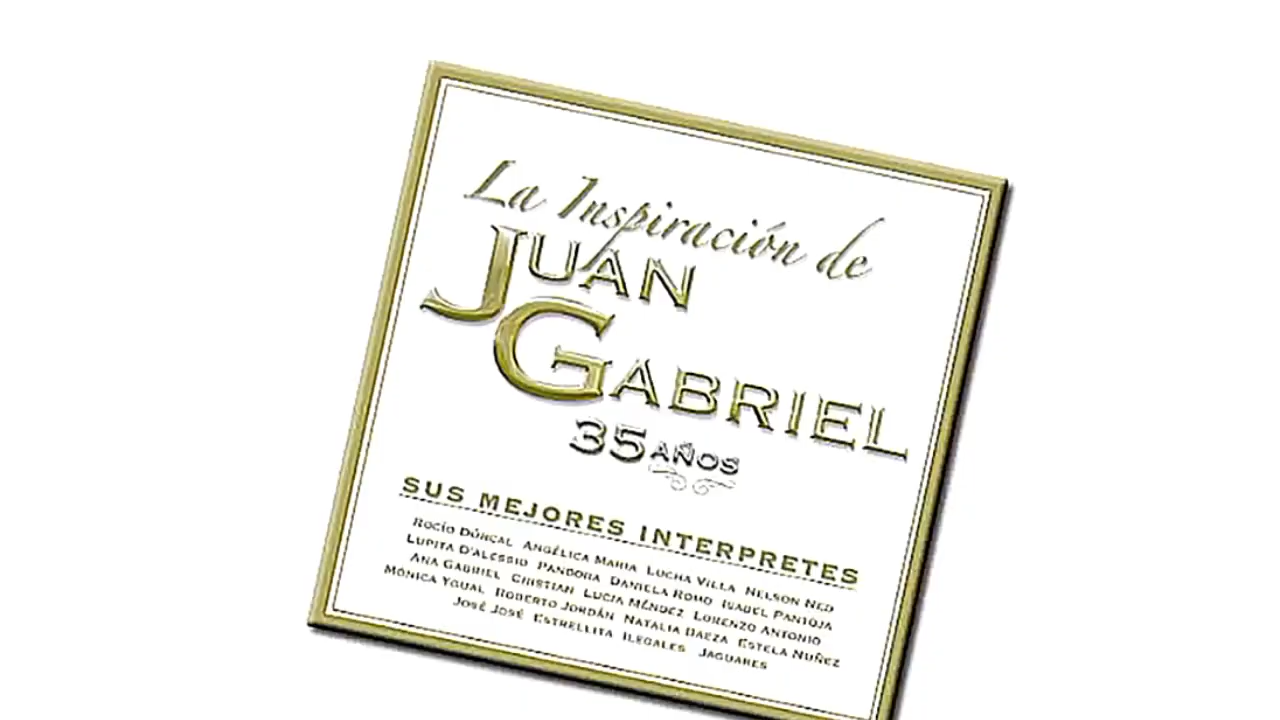 La Inspiración de
JUAN
GABRIEL
35 AÑOS
SUS MEJORES INTERPRETES
ROCÍO DÚRCAL ANGÉLICA MARIA LUCHA VILLA NELSON NED
LUPITA D'ALESSIO PANDORA DANIELA ROMO ISABEL PANTOJA
ANA GABRIEL CRISTIAN LUCÍA MÉNDEZ LORENZO ANTONIO
MÓNICA YGUAL ROBERTO JORDÁN NATALIA BAEZA ESTELA NUÑEZ
JOSÉ JOSÉ ESTRELLITA ILEGALES JAGUARES